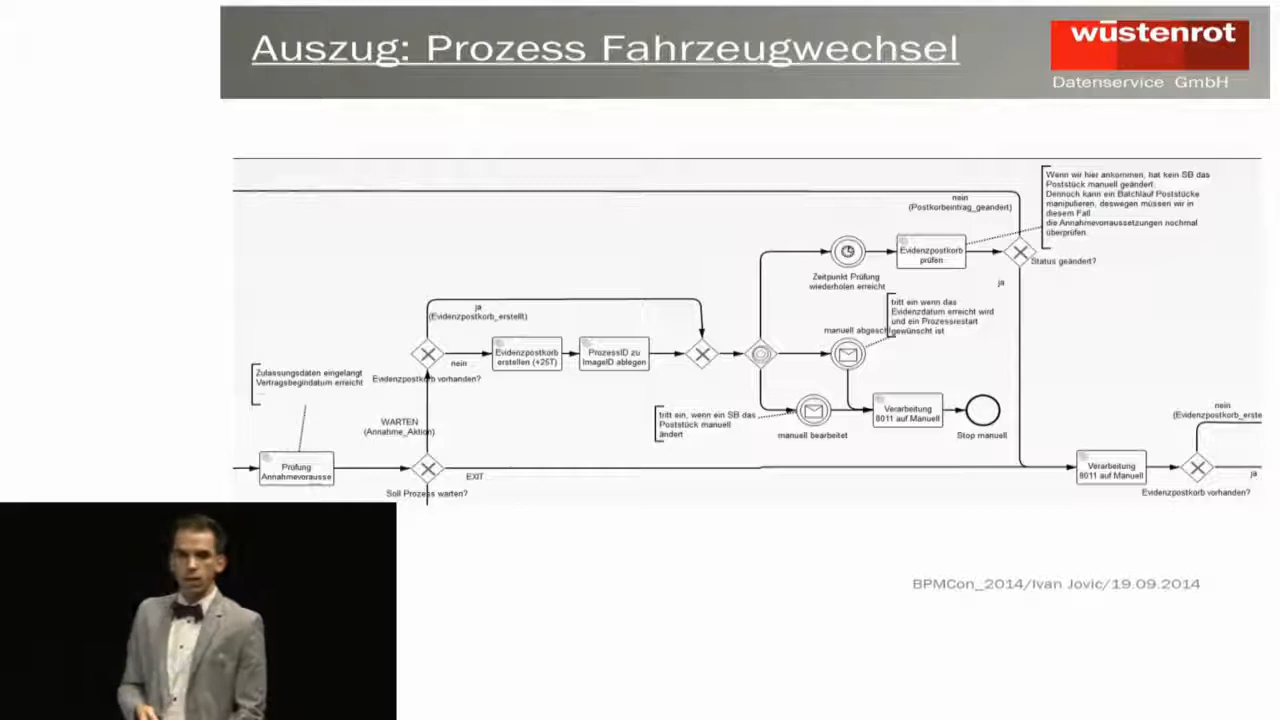 Auszug: Prozess Fahrzeugwechsel
wüstenrot
Datenservice GmbH
Wenn wir hier ankommen, hat kein SB das
Poststück manuell geändert.
Dennoch kann ein Batchlauf Poststücke
manipulieren, deswegen müssen wir in
diesem Fall
die Annahmevorraussetzungen nochmal
überprüfen.
nein
(Postkorbeintrag_geändert)
Evidenzpostkorb
prüfen
Status geändert?
ja
Zeitpunkt Prüfung
wiederholen erreicht
tritt ein wenn das
Evidenzdatum erreicht wird
und ein Prozessrestart
gewünscht ist
manuell abgesch
ja
(Evidenzpostkorb_erstellt)
nein
Evidenzpostkorb
erstellen (+25T)
ProzessID zu
ImageID ablegen
Evidenzpostkorb vorhanden?
Zulassungsdaten eingelangt
Vertragsbegindatum erreicht
...
WARTEN
(Annahme_Aktion)
tritt ein, wenn ein SB das
Poststück manuell
ändert
manuell bearbeitet
Verarbeitung
8011 auf Manuell
Stop manuell
nein
(Evidenzpostkorb_erste
Prüfung
Annahmevorausse
EXIT
Soll Prozess warten?
Verarbeitung
8011 auf Manuell
ja
Evidenzpostkorb vorhanden?
BPMCon_2014/Ivan Jovic/19.09.2014